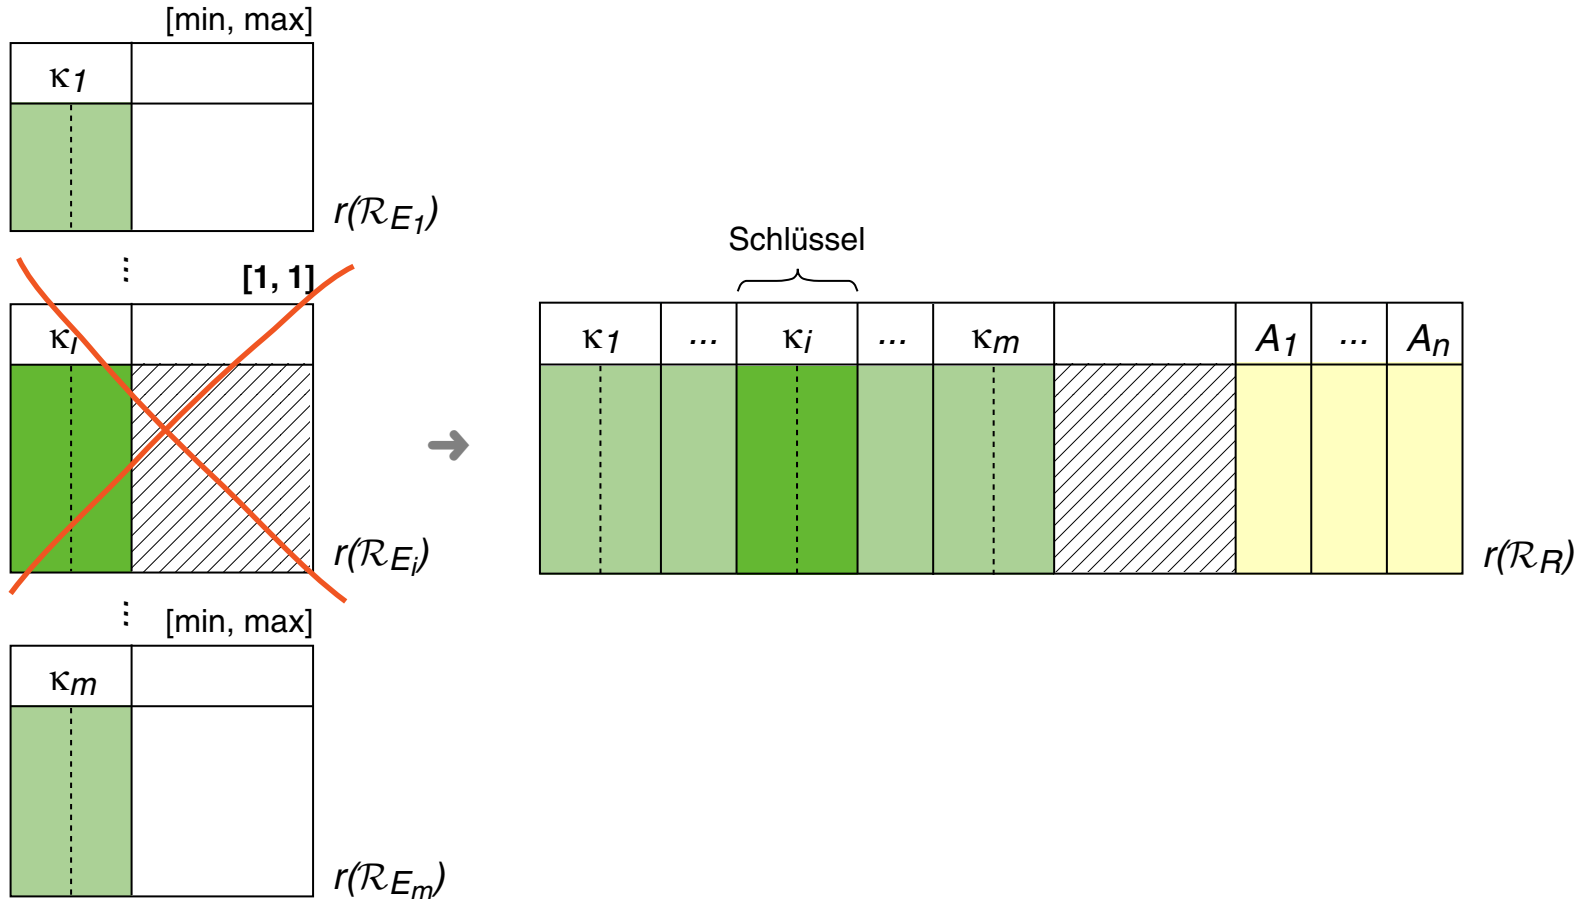 [min, max]
κ1
r(ℛE1)
⋮
[1, 1]
κi
r(ℛEi)
⋮
[min, max]
κm
r(ℛEm)
➔
Schlüssel
κ1 ... κi ... κm A1 ... An
r(ℛR)